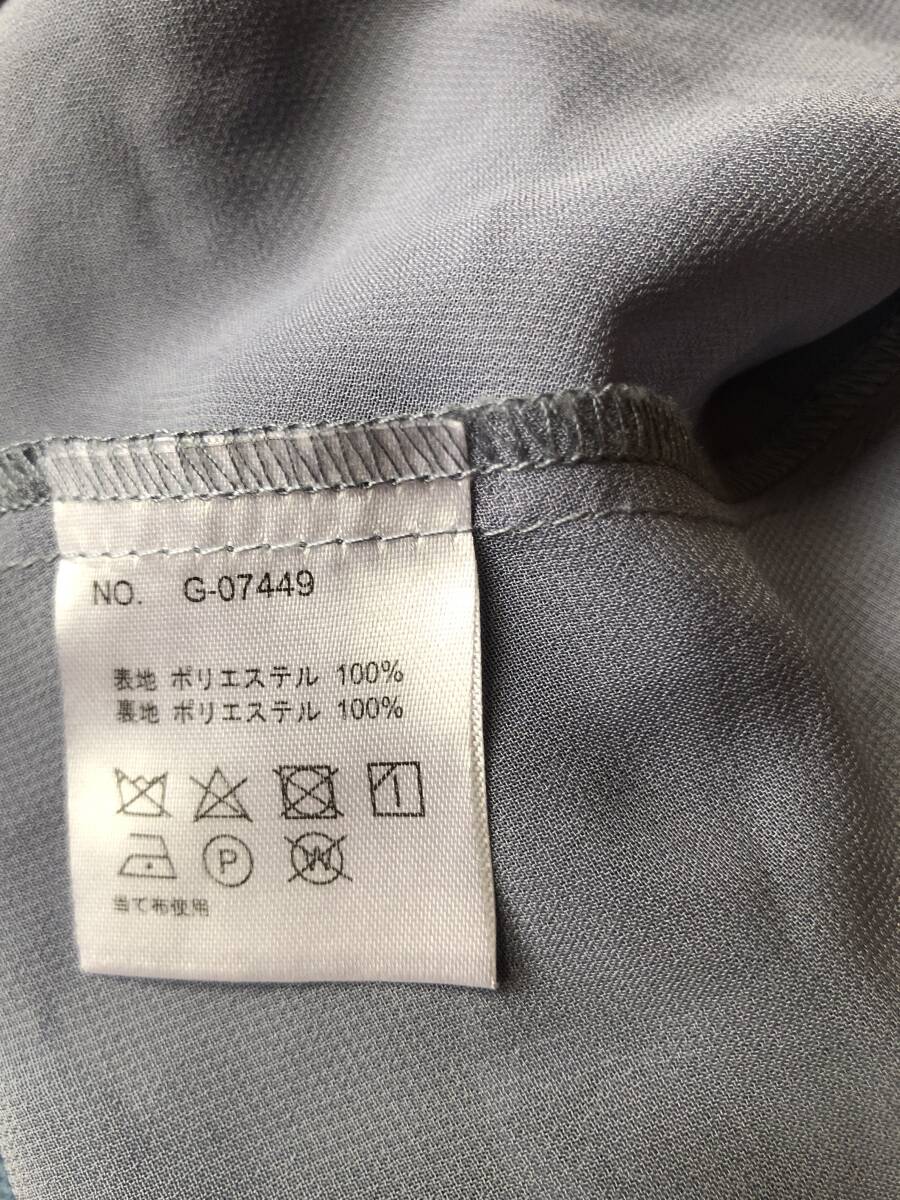 NO. G-07449
表地 ポリエステル 100%
裏地 ポリエステル 100%
P W
当て布使用